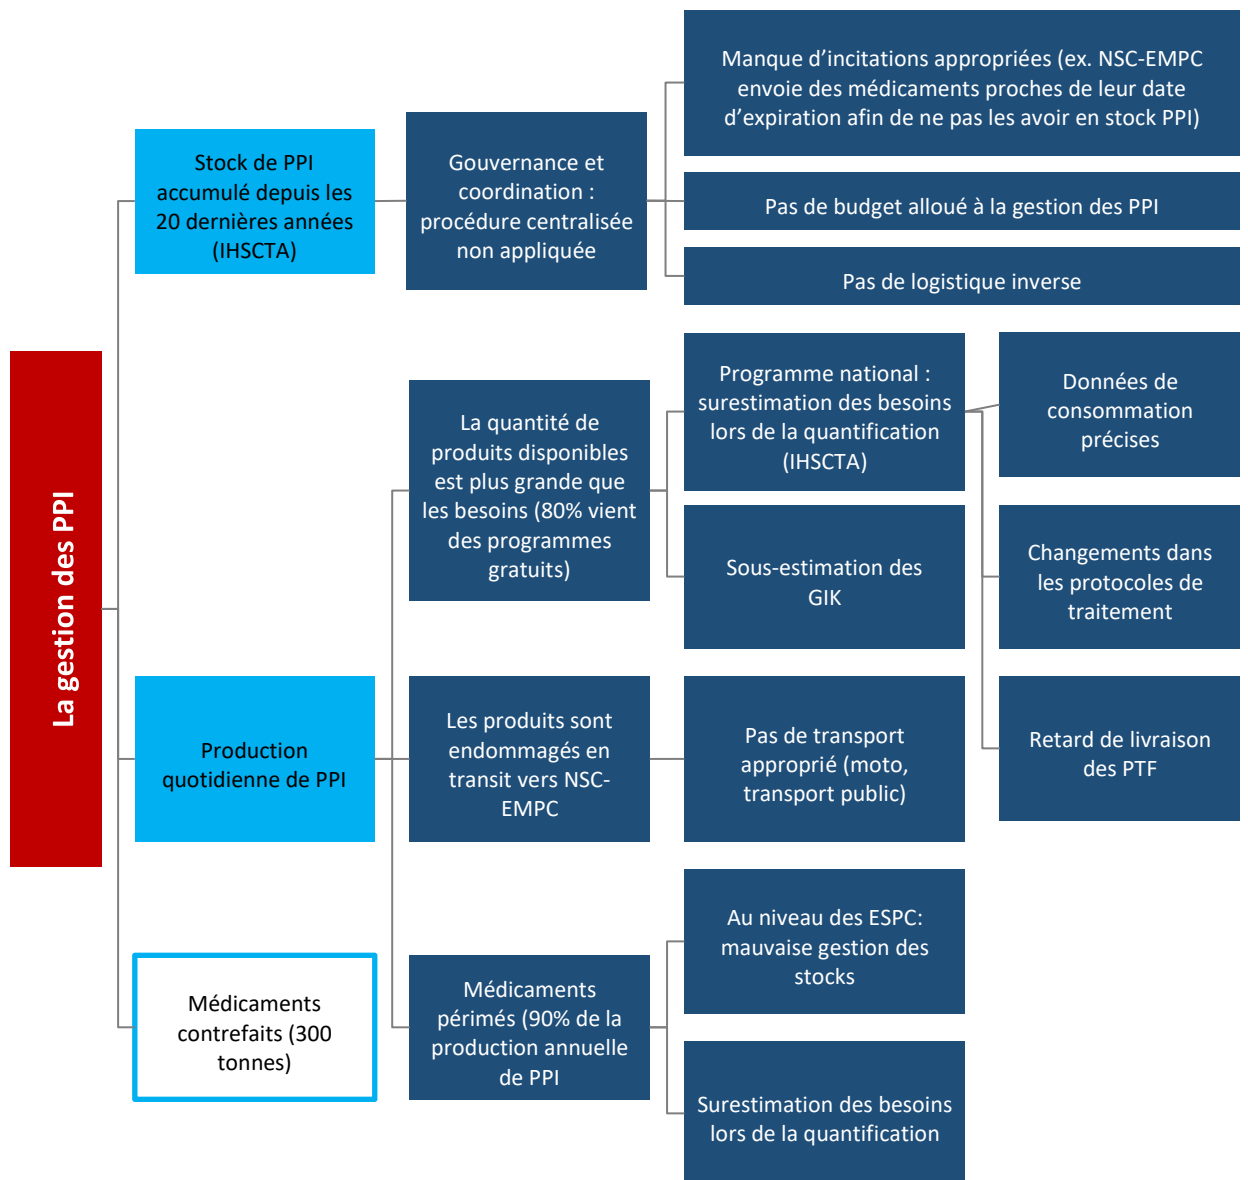 La gestion des PPI
Stock de PPI
accumulé depuis les
20 dernières années
(IHSCTA)
Gouvernance et
coordination :
procédure centralisée
non appliquée
Manque d’incitations appropriées (ex. NSC-EMPC
envoie des médicaments proches de leur date
d’expiration afin de ne pas les avoir en stock PPI)
Pas de budget alloué à la gestion des PPI
Pas de logistique inverse
Production
quotidienne de PPI
La quantité de
produits disponibles
est plus grande que
les besoins (80% vient
des programmes
gratuits)
Programme national :
surestimation des besoins
lors de la quantification
(IHSCTA)
Données de
consommation
précises
Changements dans
les protocoles de
traitement
Retard de livraison
des PTF
Sous-estimation des
GIK
Les produits sont
endommagés en
transit vers NSC-
EMPC
Pas de transport
approprié (moto,
transport public)
Médicaments
périmés (90% de la
production annuelle
de PPI
Au niveau des ESPC:
mauvaise gestion des
stocks
Surestimation des besoins
lors de la quantification
Médicaments
contrefaits (300
tonnes)